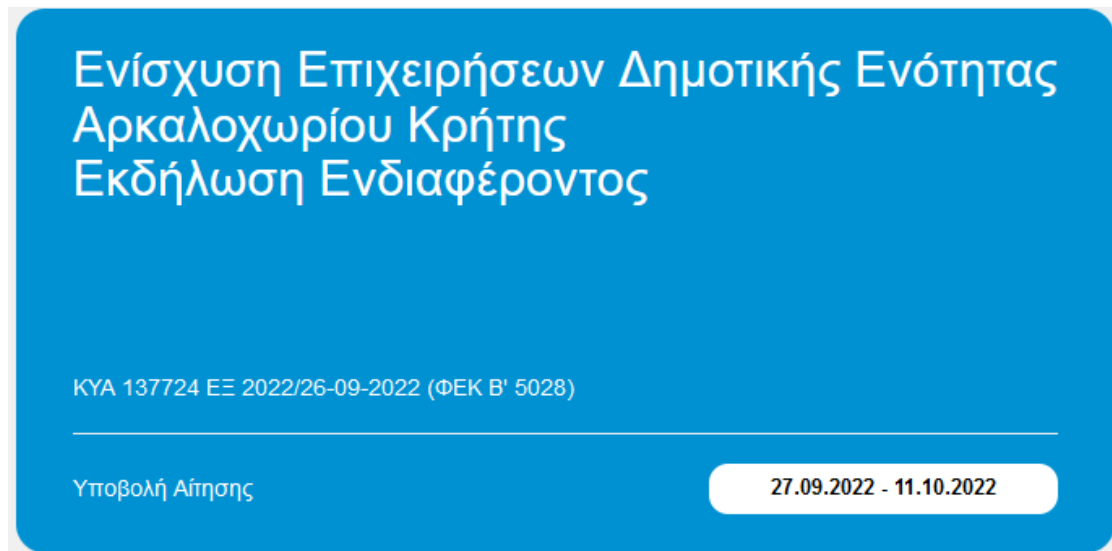 Ενίσχυση Επιχειρήσεων Δημοτικής Ενότητας
Αρκαλοχωρίου Κρήτης
Εκδήλωση Ενδιαφέροντος
ΚΥΑ 137724 ΕΞ 2022/26-09-2022 (ΦΕΚ Β' 5028)
Υποβολή Αίτησης
27.09.2022 - 11.10.2022